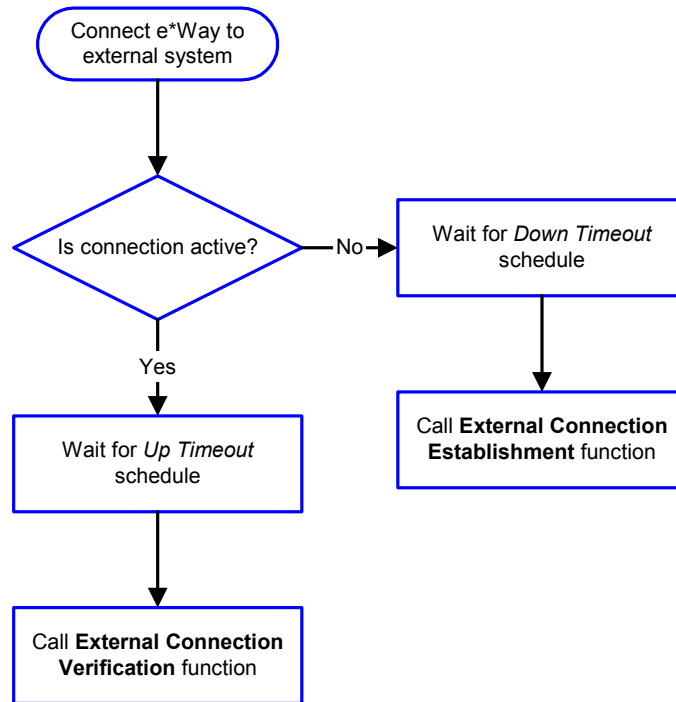 Connect e*Way to
external system
Is connection active?
No
Wait for Down Timeout
schedule
Call External Connection
Establishment function
Yes
Wait for Up Timeout
schedule
Call External Connection
Verification function